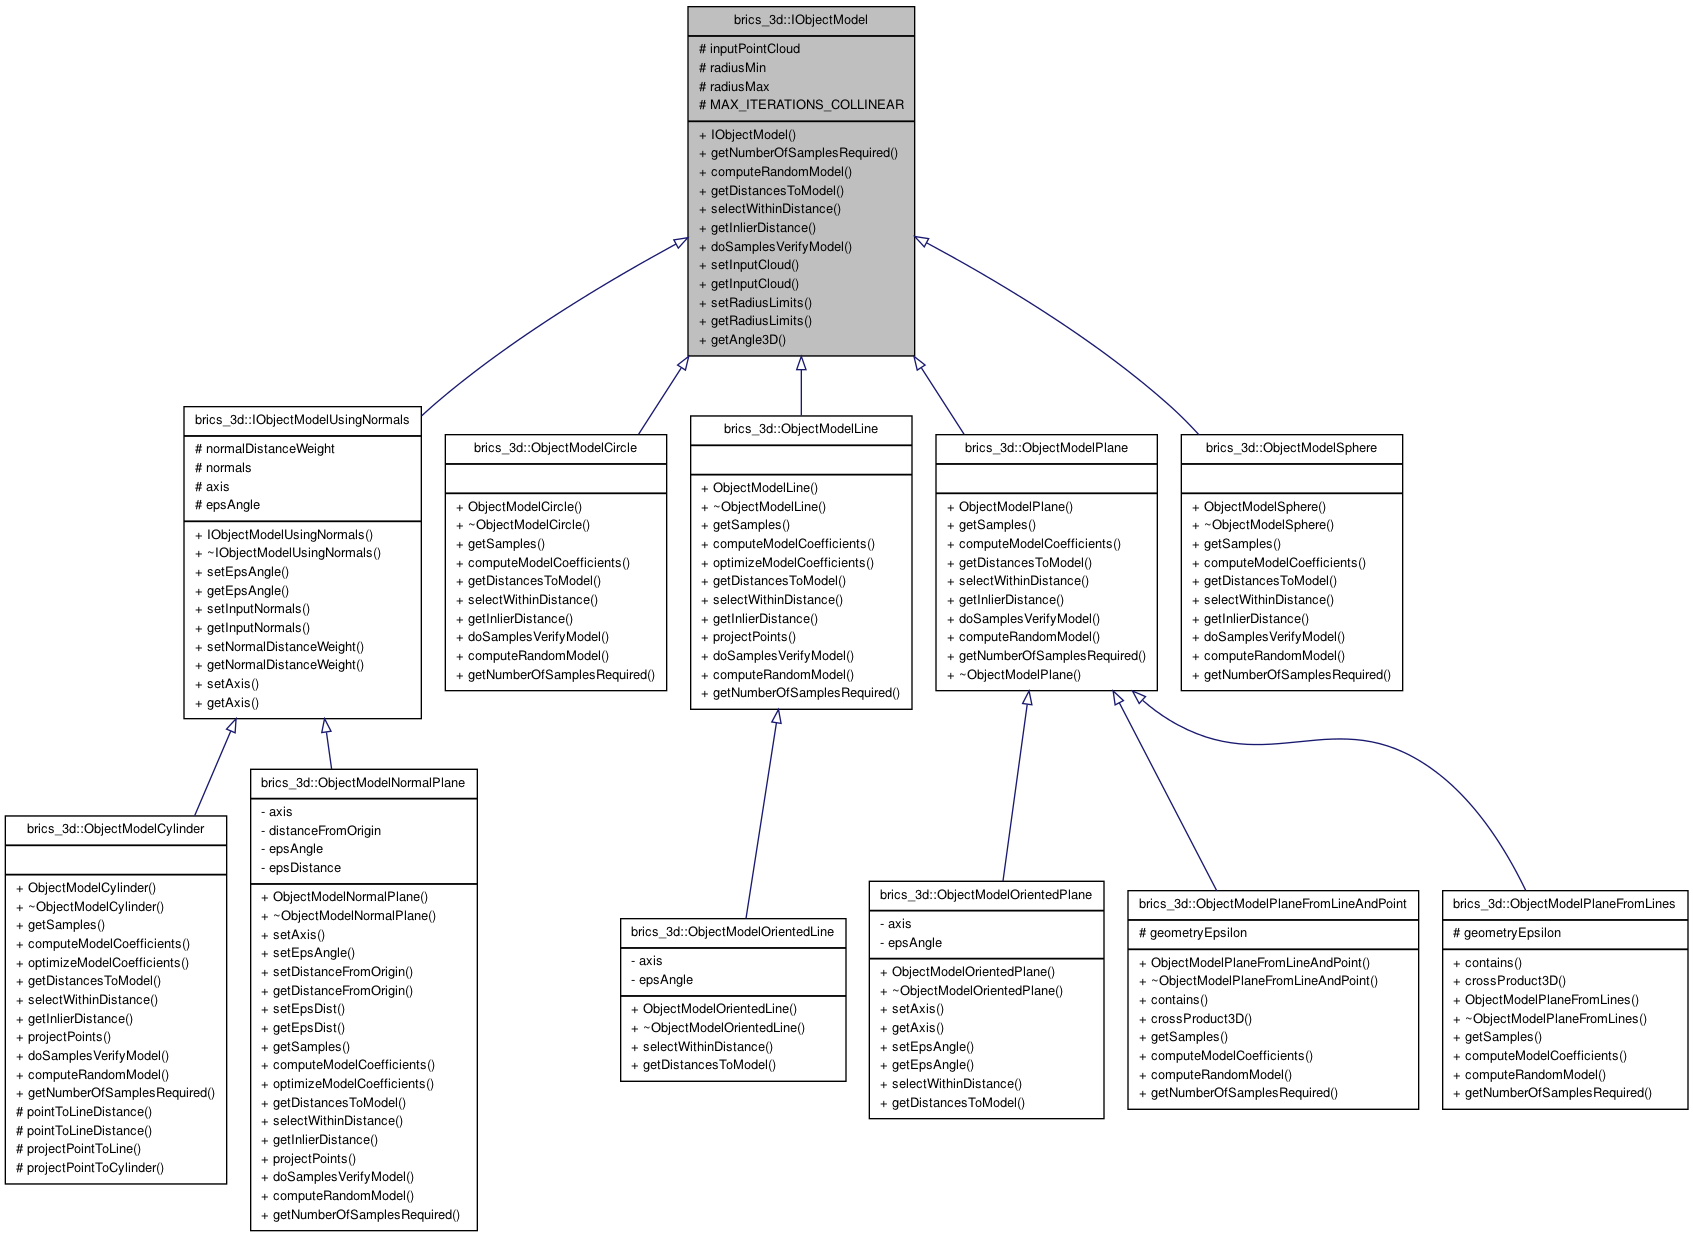 brics_3d::IObjectModel
# inputPointCloud
# radiusMin
# radiusMax
# MAX_ITERATIONS_COLLINEAR
+ IObjectModel()
+ getNumberOfSamplesRequired()
+ computeRandomModel()
+ getDistancesToModel()
+ selectWithinDistance()
+ getInlierDistance()
+ doSamplesVerifyModel()
+ setInputCloud()
+ getInputCloud()
+ setRadiusLimits()
+ getRadiusLimits()
+ getAngle3D()
brics_3d::IObjectModelUsingNormals
# normalDistanceWeight
# normals
# axis
# epsAngle
+ IObjectModelUsingNormals()
+ ~IObjectModelUsingNormals()
+ setEpsAngle()
+ getEpsAngle()
+ setInputNormals()
+ getInputNormals()
+ setNormalDistanceWeight()
+ getNormalDistanceWeight()
+ setAxis()
+ getAxis()
brics_3d::ObjectModelCircle
+ ObjectModelCircle()
+ ~ObjectModelCircle()
+ getSamples()
+ computeModelCoefficients()
+ getDistancesToModel()
+ selectWithinDistance()
+ getInlierDistance()
+ doSamplesVerifyModel()
+ computeRandomModel()
+ getNumberOfSamplesRequired()
brics_3d::ObjectModelLine
+ ObjectModelLine()
+ ~ObjectModelLine()
+ getSamples()
+ computeModelCoefficients()
+ optimizeModelCoefficients()
+ getDistancesToModel()
+ selectWithinDistance()
+ getInlierDistance()
+ projectPoints()
+ doSamplesVerifyModel()
+ computeRandomModel()
+ getNumberOfSamplesRequired()
brics_3d::ObjectModelPlane
+ ObjectModelPlane()
+ getSamples()
+ computeModelCoefficients()
+ getDistancesToModel()
+ selectWithinDistance()
+ getInlierDistance()
+ doSamplesVerifyModel()
+ computeRandomModel()
+ getNumberOfSamplesRequired()
+ ~ObjectModelPlane()
brics_3d::ObjectModelSphere
+ ObjectModelSphere()
+ ~ObjectModelSphere()
+ getSamples()
+ computeModelCoefficients()
+ getDistancesToModel()
+ selectWithinDistance()
+ getInlierDistance()
+ doSamplesVerifyModel()
+ computeRandomModel()
+ getNumberOfSamplesRequired()
brics_3d::ObjectModelCylinder
+ ObjectModelCylinder()
+ ~ObjectModelCylinder()
+ getSamples()
+ computeModelCoefficients()
+ optimizeModelCoefficients()
+ getDistancesToModel()
+ selectWithinDistance()
+ getInlierDistance()
+ projectPoints()
+ doSamplesVerifyModel()
+ computeRandomModel()
+ getNumberOfSamplesRequired()
# pointToLineDistance()
# pointToLineDistance()
# projectPointToLine()
# projectPointToCylinder()
brics_3d::ObjectModelNormalPlane
- axis
- distanceFromOrigin
- epsAngle
- epsDistance
+ ObjectModelNormalPlane()
+ ~ObjectModelNormalPlane()
+ setAxis()
+ setEpsAngle()
+ setDistanceFromOrigin()
+ getDistanceFromOrigin()
+ setEpsDist()
+ getEpsDist()
+ getSamples()
+ computeModelCoefficients()
+ optimizeModelCoefficients()
+ getDistancesToModel()
+ selectWithinDistance()
+ getInlierDistance()
+ projectPoints()
+ doSamplesVerifyModel()
+ computeRandomModel()
+ getNumberOfSamplesRequired()
brics_3d::ObjectModelOrientedLine
- axis
- epsAngle
+ ObjectModelOrientedLine()
+ ~ObjectModelOrientedLine()
+ selectWithinDistance()
+ getDistancesToModel()
brics_3d::ObjectModelOrientedPlane
- axis
- epsAngle
+ ObjectModelOrientedPlane()
+ ~ObjectModelOrientedPlane()
+ setAxis()
+ getAxis()
+ setEpsAngle()
+ getEpsAngle()
+ selectWithinDistance()
+ getDistancesToModel()
brics_3d::ObjectModelPlaneFromLineAndPoint
# geometryEpsilon
+ ObjectModelPlaneFromLineAndPoint()
+ ~ObjectModelPlaneFromLineAndPoint()
+ contains()
+ crossProduct3D()
+ getSamples()
+ computeModelCoefficients()
+ computeRandomModel()
+ getNumberOfSamplesRequired()
brics_3d::ObjectModelPlaneFromLines
# geometryEpsilon
+ contains()
+ crossProduct3D()
+ ObjectModelPlaneFromLines()
+ ~ObjectModelPlaneFromLines()
+ getSamples()
+ computeModelCoefficients()
+ computeRandomModel()
+ getNumberOfSamplesRequired()